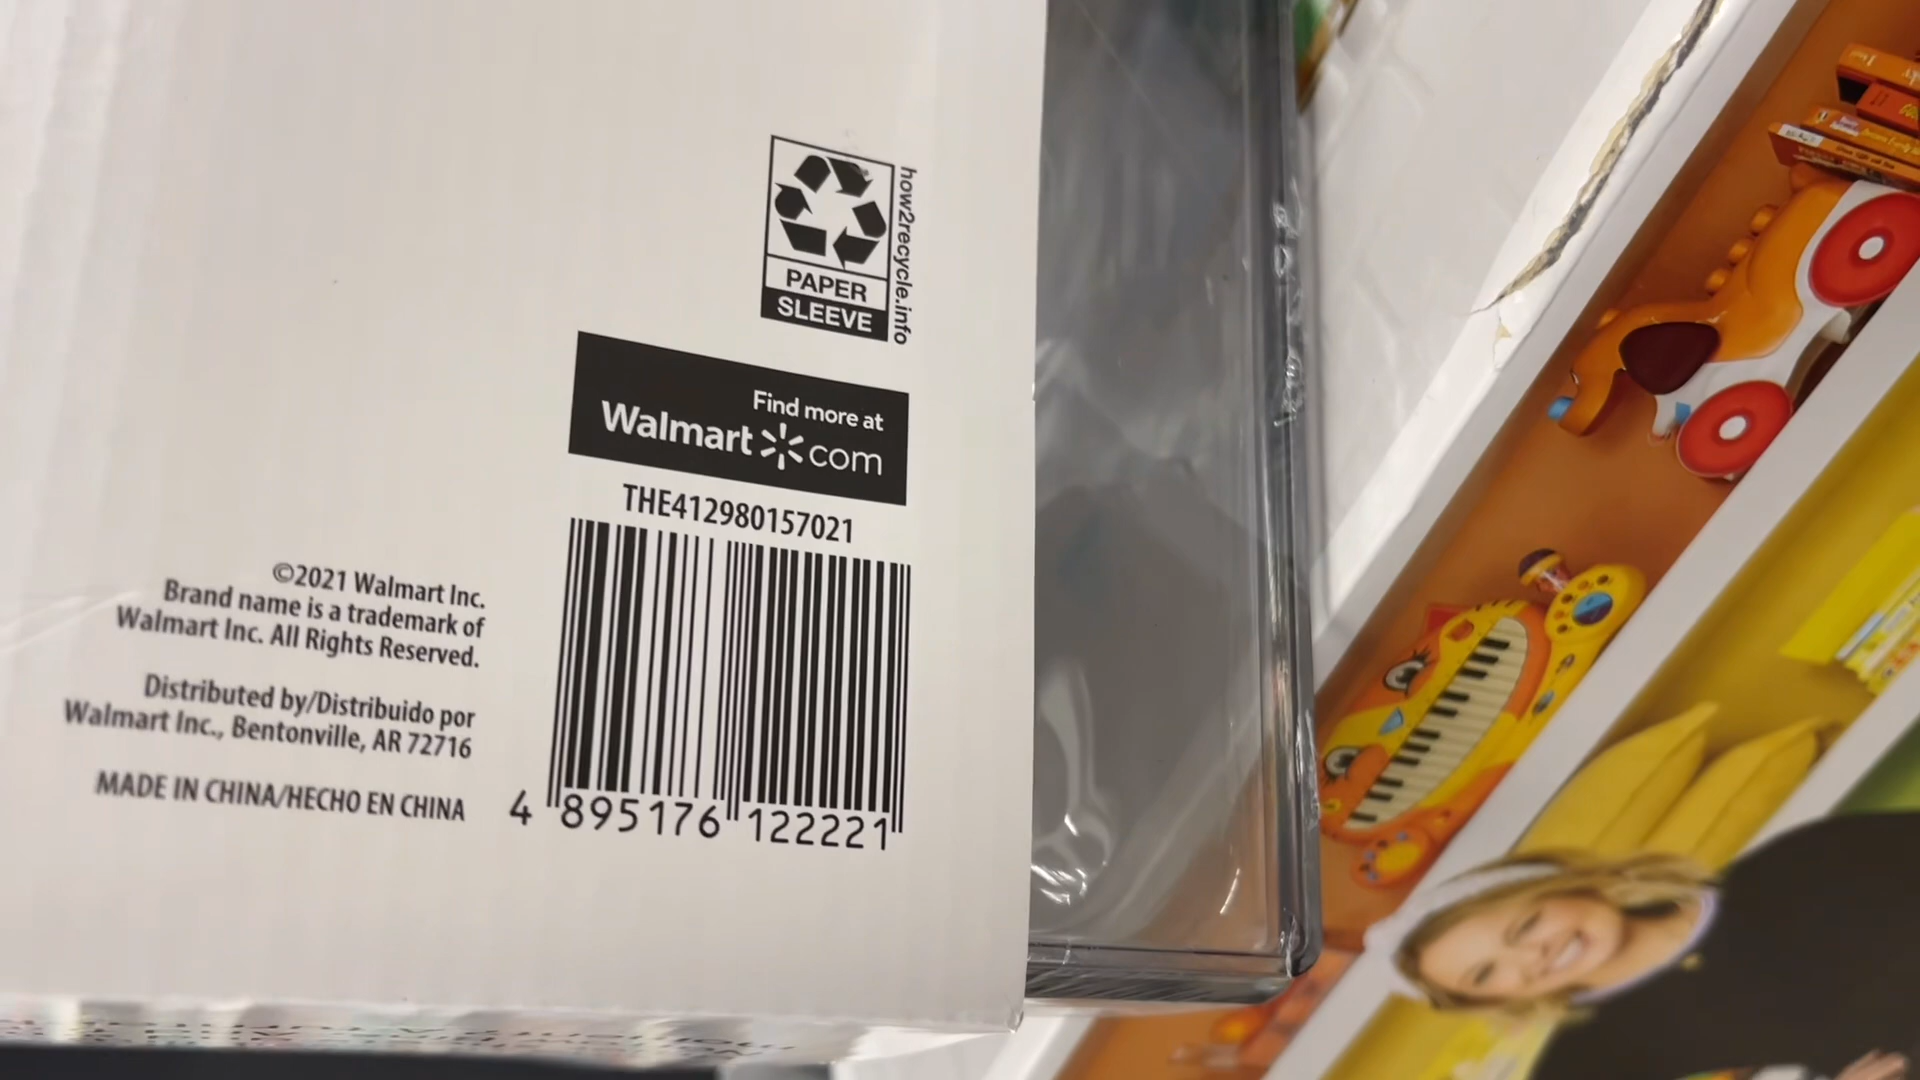 how2recycle.info
PAPER
SLEEVE
Find more at
Walmart com
THE412980157021
©2021 Walmart Inc.
Brand name is a trademark of
Walmart Inc. All Rights Reserved.
Distributed by/Distribuido por
Walmart Inc., Bentonville, AR 72716
MADE IN CHINA/HECHO EN CHINA
4 895176 122221